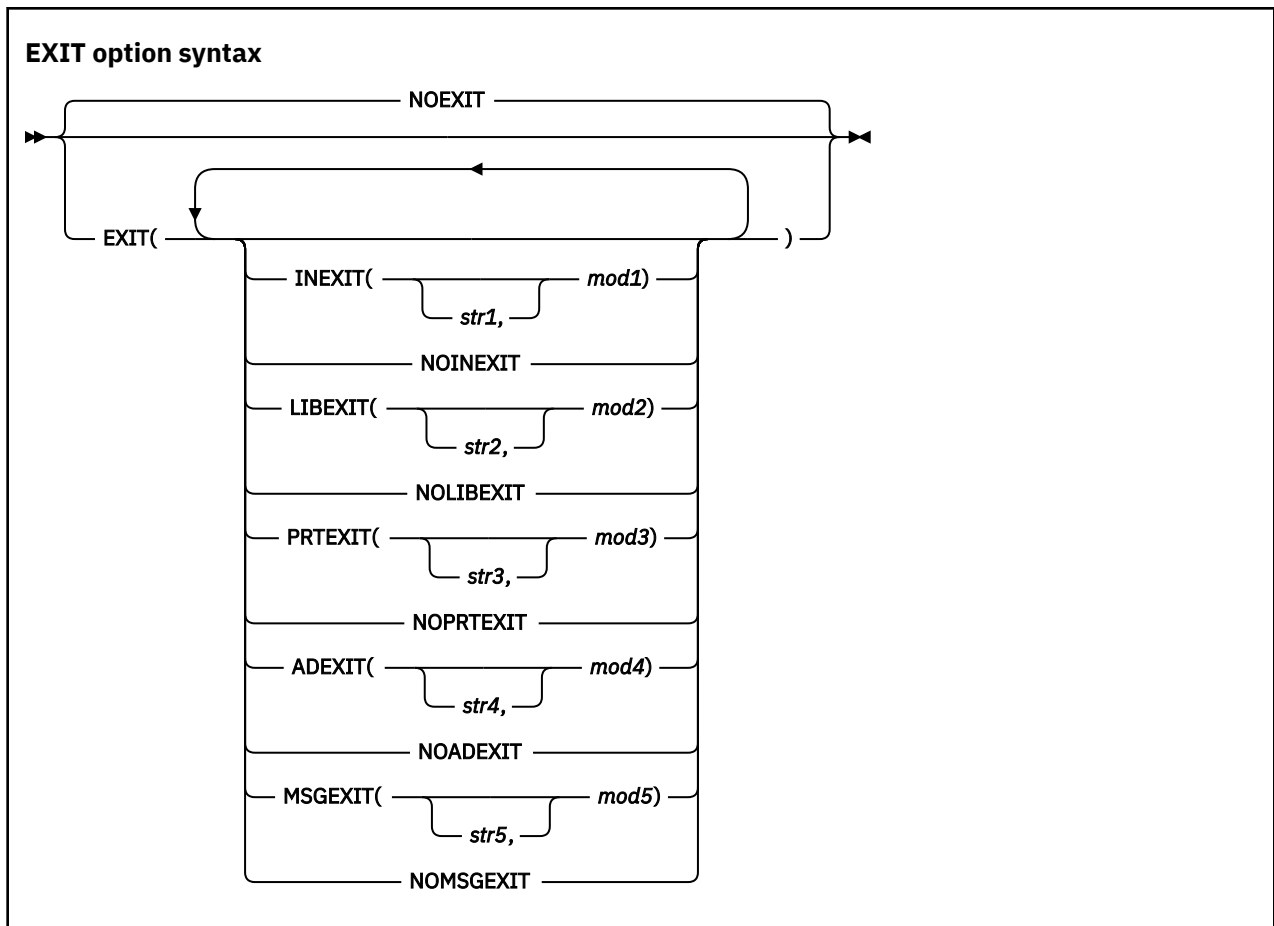 EXIT option syntax
NOEXIT
EXIT( )
INEXIT( mod1)
str1,
NOINEXIT
LIBEXIT( mod2)
str2,
NOLIBEXIT
PRTEXIT( mod3)
str3,
NOPRTEXIT
ADEXIT( mod4)
str4,
NOADEXIT
MSGEXIT( mod5)
str5,
NOMSGEXIT